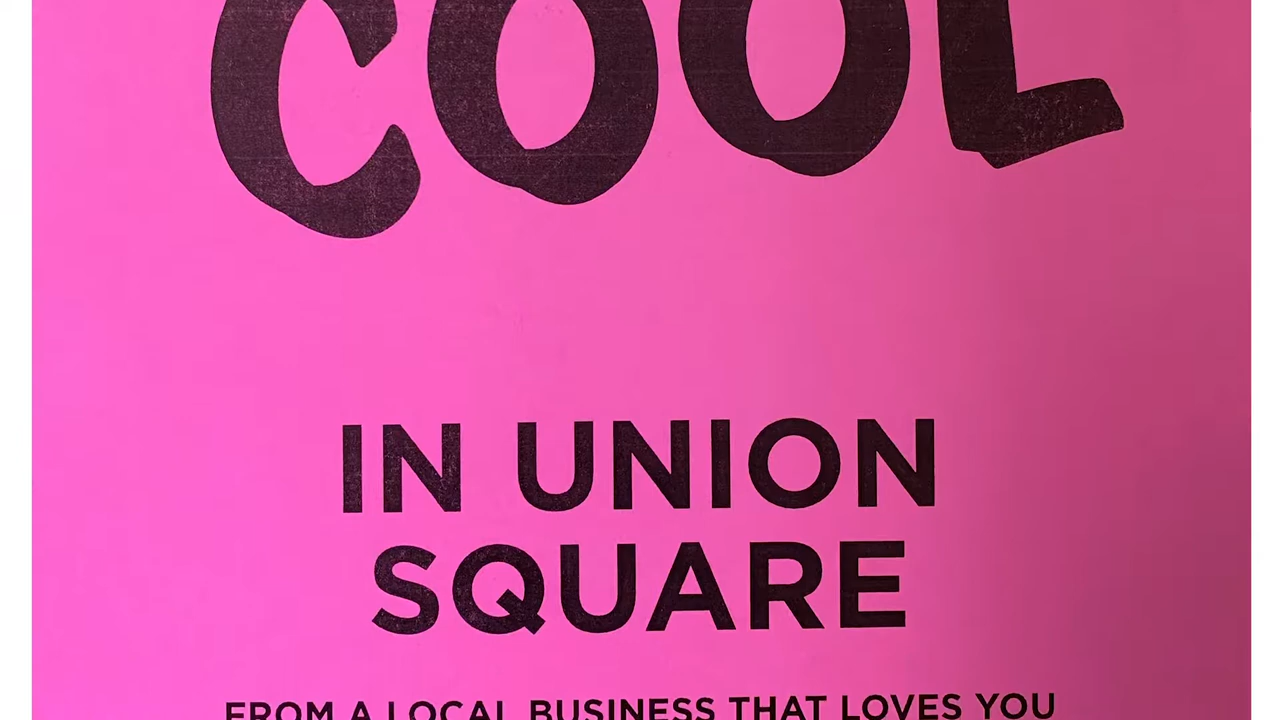 COOL
IN UNION
SQUARE
FROM A LOCAL BUSINESS THAT LOVES YOU